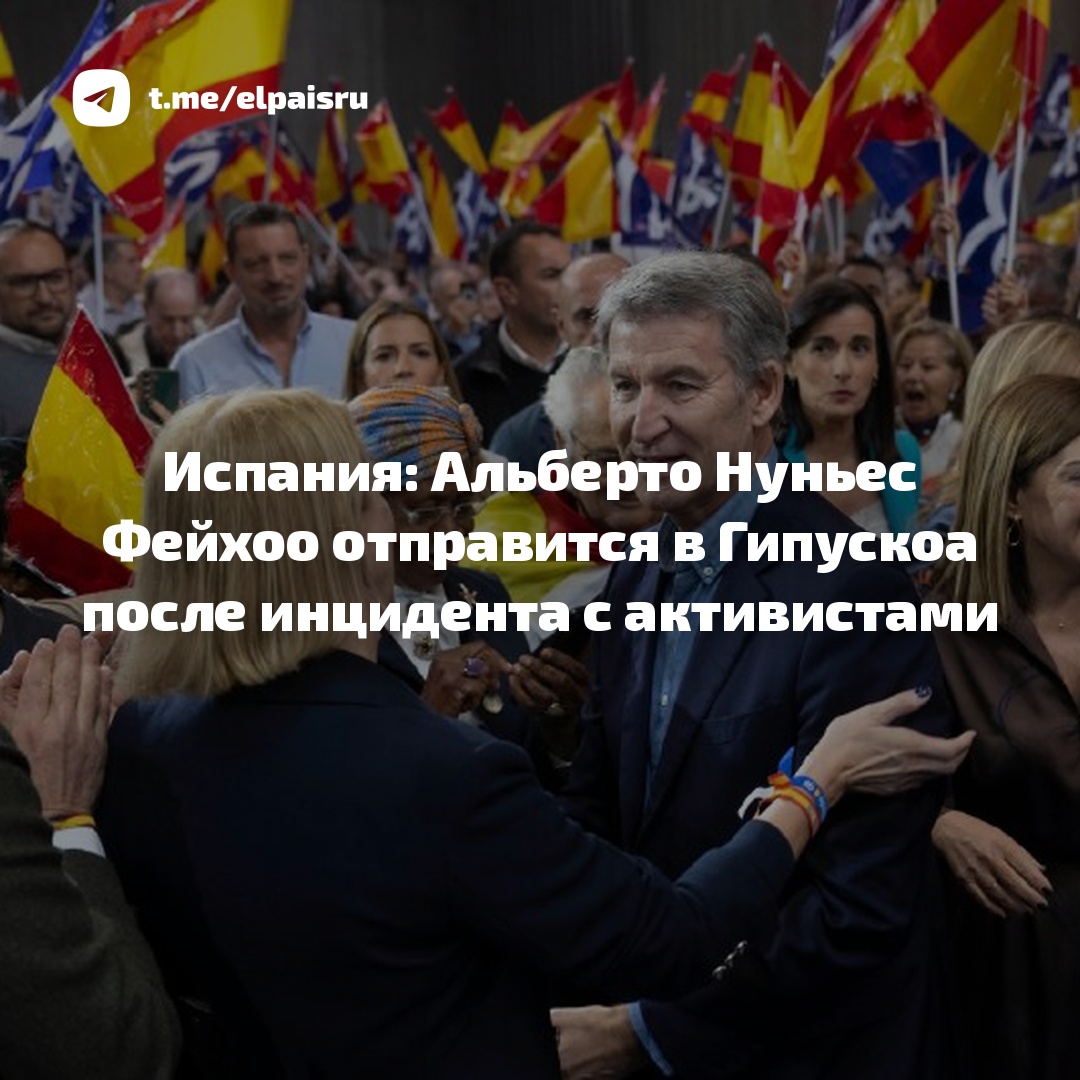 t.me/elpaisru
Испания: Альберто Нуньес
Фейхоо отправится в Гипускоа
после инцидента с активистами